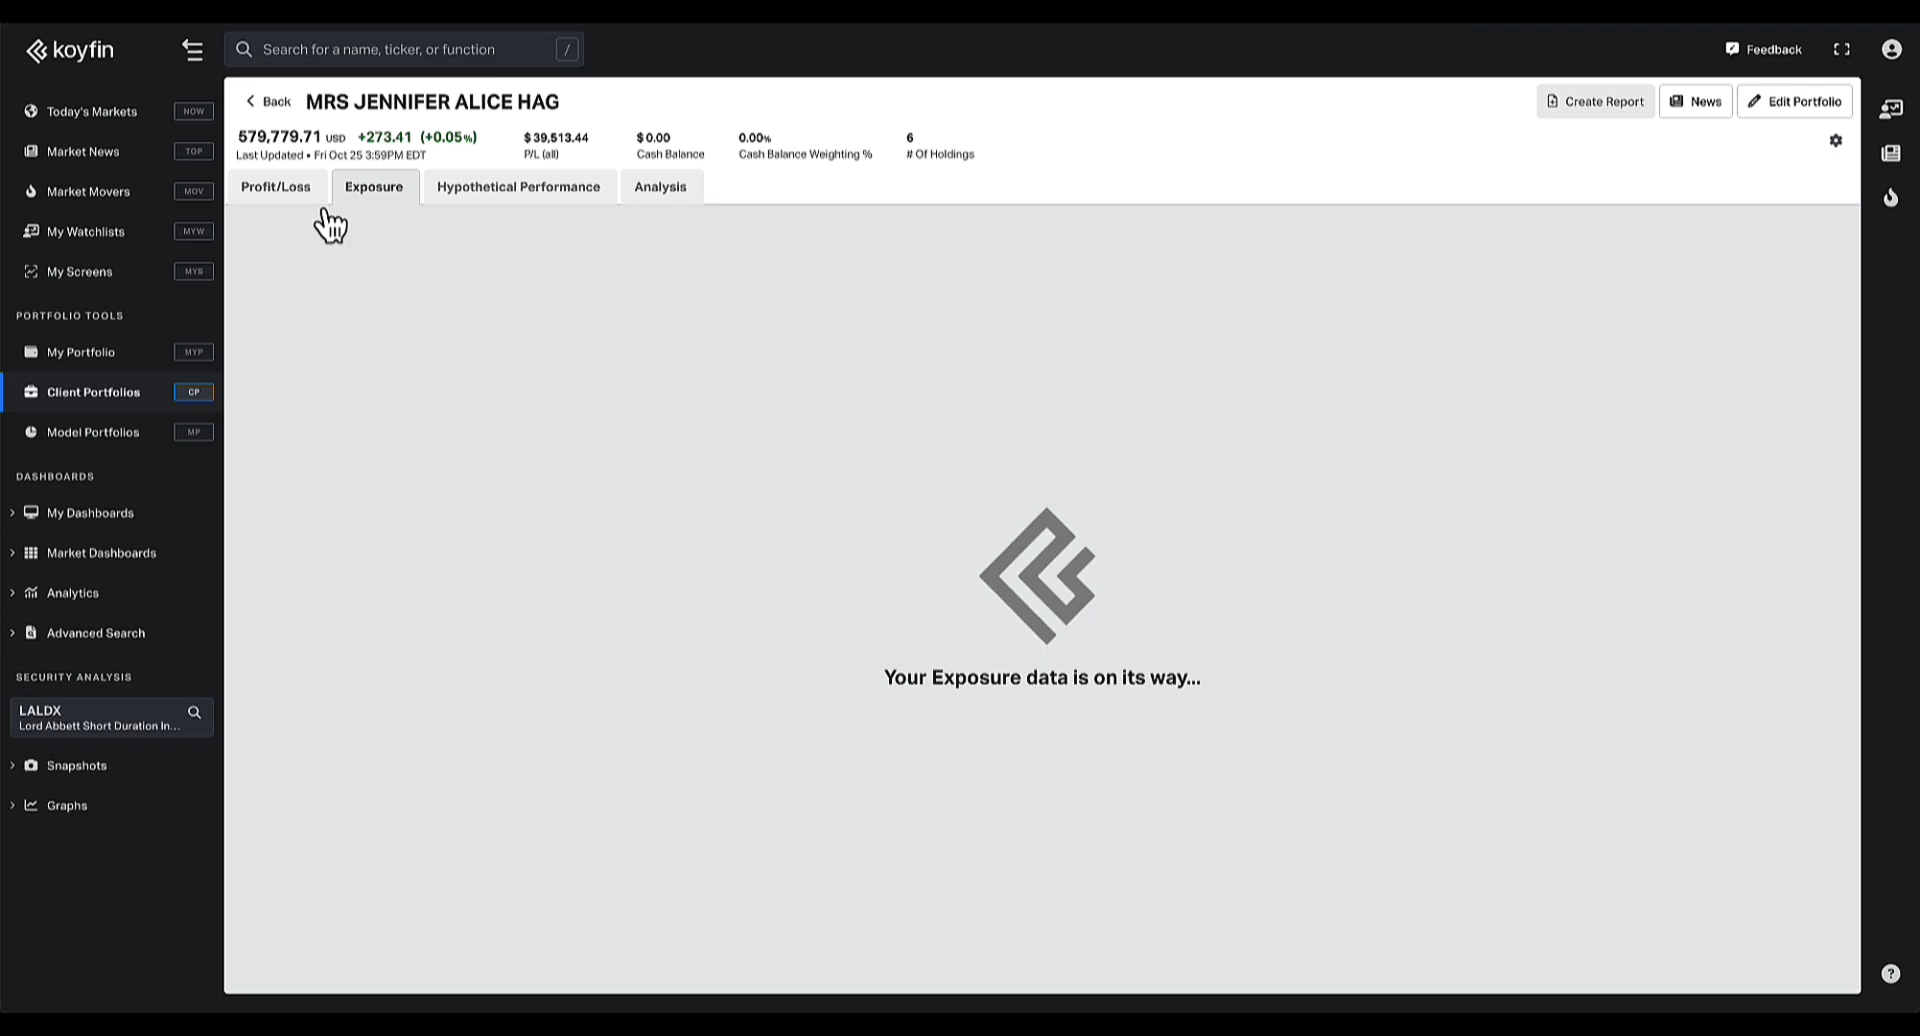 koyfin
Search for a name, ticker, or function /
Feedback
Today's Markets NOW
Market News TOP
Market Movers MOV
My Watchlists MYW
My Screens MYS
PORTFOLIO TOOLS
My Portfolio MYP
Client Portfolios CP
Model Portfolios MP
DASHBOARDS
My Dashboards
Market Dashboards
Analytics
Advanced Search
SECURITY ANALYSIS
LALDX
Lord Abbett Short Duration In...
Snapshots
Graphs
Back MRS JENNIFER ALICE HAG
Create Report News Edit Portfolio
579,779.71 USD +273.41 (+0.05%) $39,513.44 $0.00 0.00% 6
Last Updated • Fri Oct 25 3:59PM EDT P/L (all) Cash Balance Cash Balance Weighting % # Of Holdings
Profit/Loss Exposure Hypothetical Performance Analysis
Your Exposure data is on its way...
?